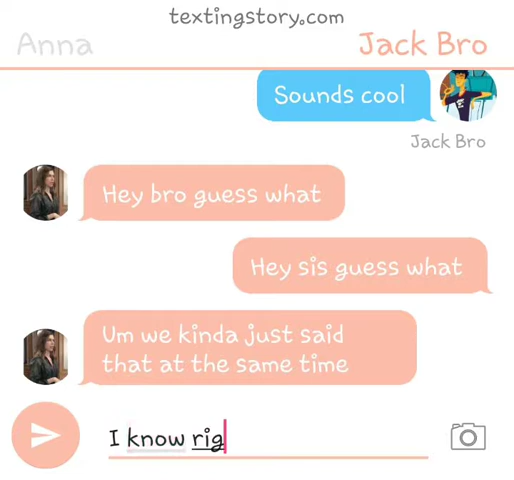 textingstory.com
Anna
Jack Bro
Sounds cool
Jack Bro
Hey bro guess what
Hey sis guess what
Um we kinda just said
that at the same time
I know rig